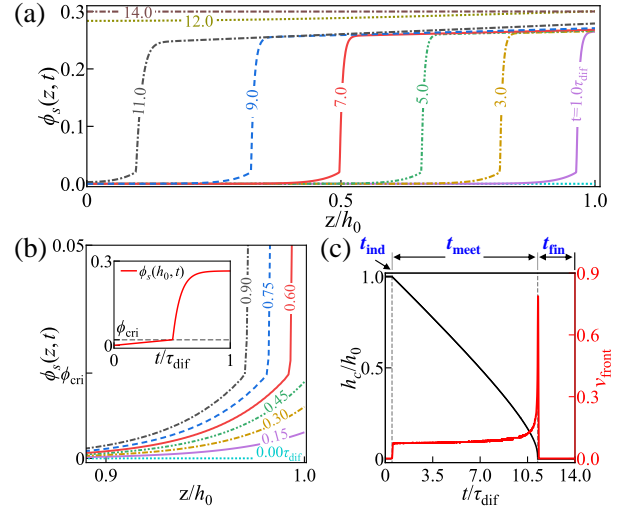 (a)
0.3
14.0
12.0
0.2
0.1
0.0
ϕs(z, t)
11.0
9.0
7.0
5.0
3.0
t=1.0τdif
0.5
1.0
z/h0
(b)
0.05
ϕs(z, t)
ϕcri
0
0.3
ϕs(h0, t)
ϕcri
0
0
1
t/τdif
0.90
0.75
0.60
0.45
0.30
0.15
0.00τdif
0.9
1.0
z/h0
(c)
tind
tmeet
tfin
1.0
0.5
0
hc/h0
0.9
0.6
0.3
0.0
vfront
0
3.5
7.0
10.5
14.0
t/τdif